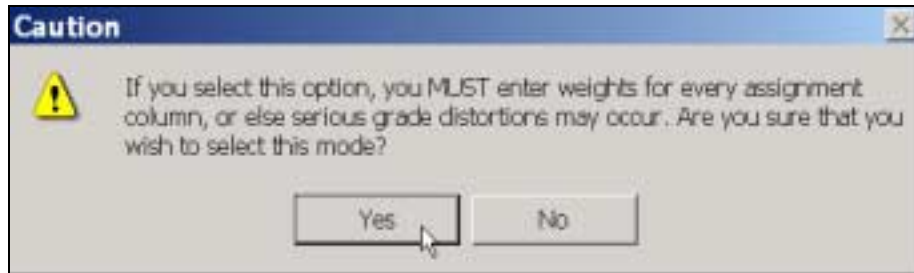 Caution
If you select this option, you MUST enter weights for every assignment
column, or else serious grade distortions may occur. Are you sure that you
wish to select this mode?
Yes
No